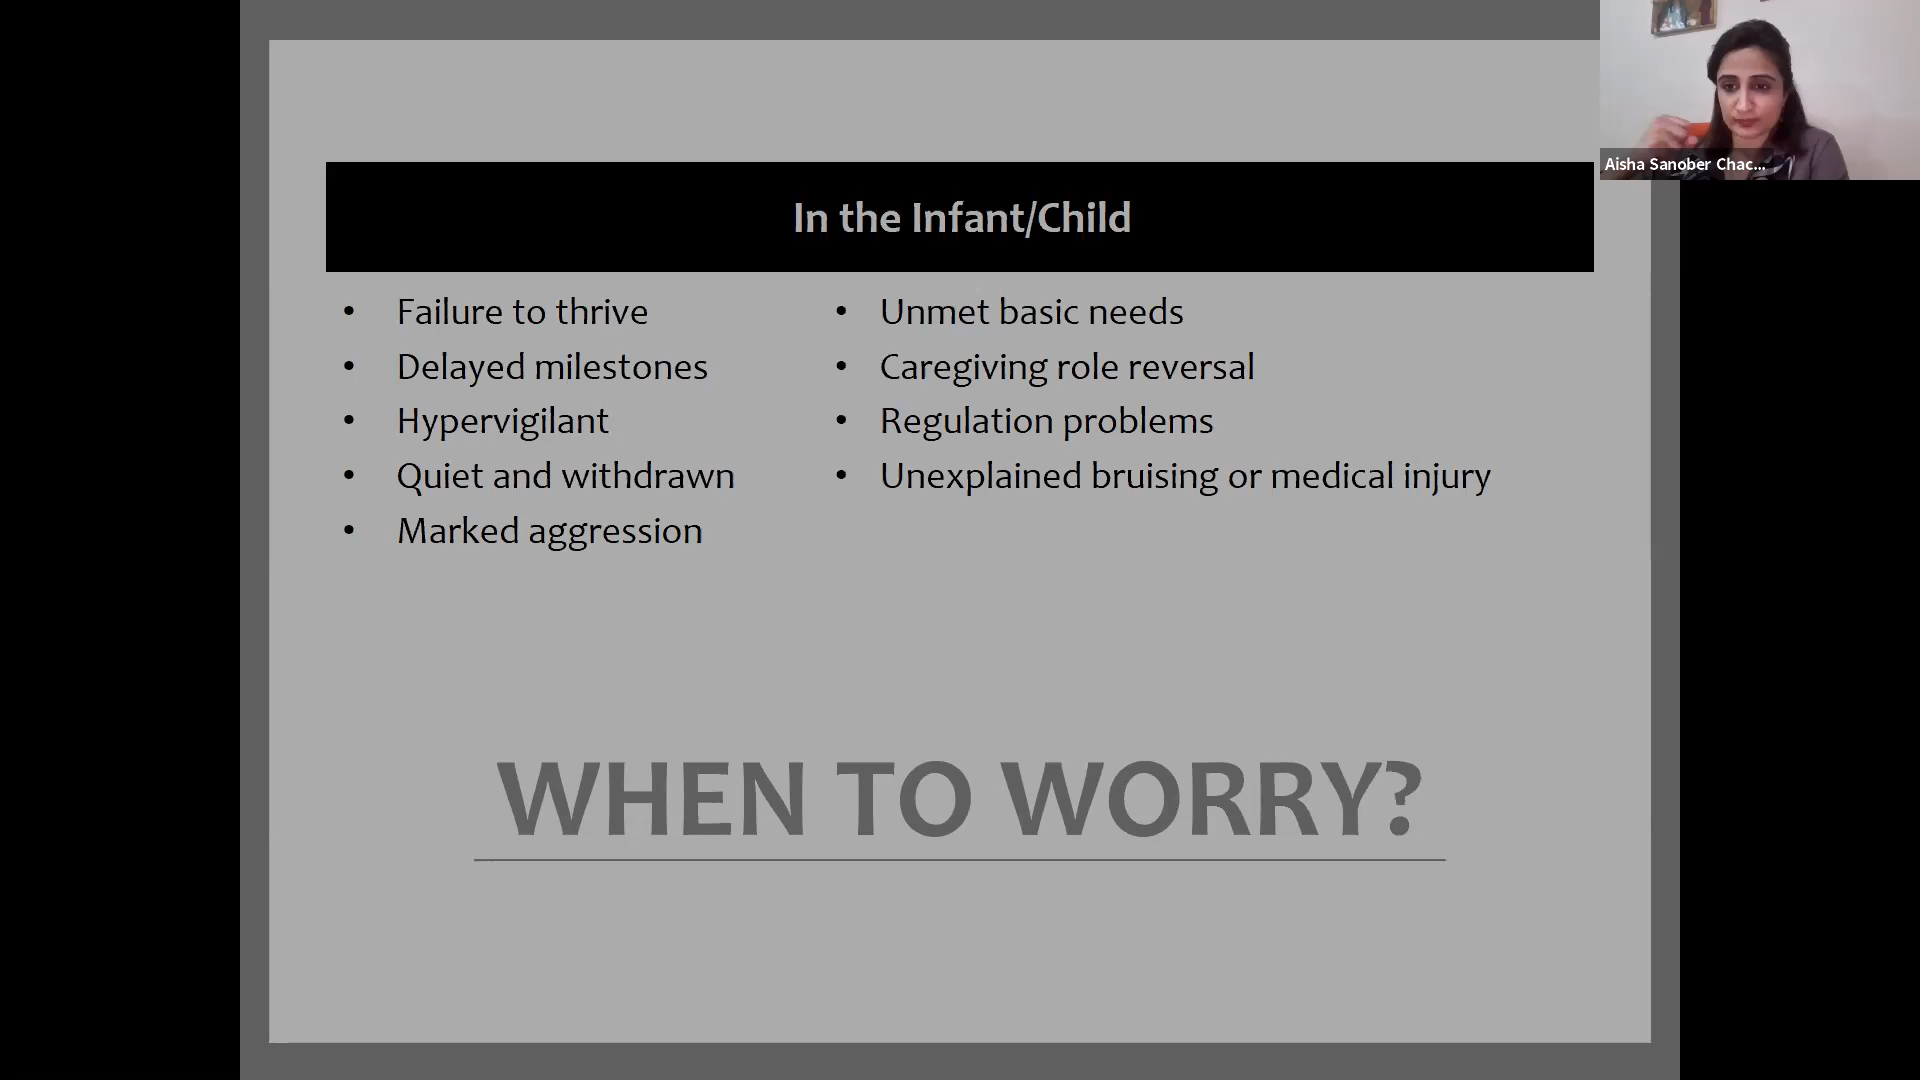 In the Infant/Child
• Failure to thrive
• Delayed milestones
• Hypervigilant
• Quiet and withdrawn
• Marked aggression
• Unmet basic needs
• Caregiving role reversal
• Regulation problems
• Unexplained bruising or medical injury
WHEN TO WORRY?
Aisha Sanober Chac...